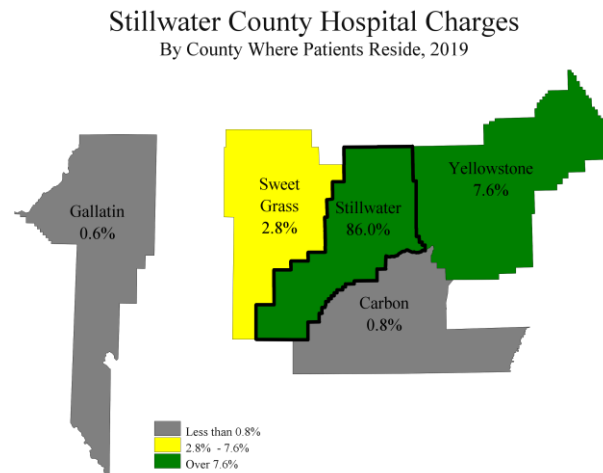 Stillwater County Hospital Charges
By County Where Patients Reside, 2019
Gallatin
0.6%
Sweet
Grass
2.8%
Stillwater
86.0%
Yellowstone
7.6%
Carbon
0.8%
Less than 0.8%
2.8% - 7.6%
Over 7.6%